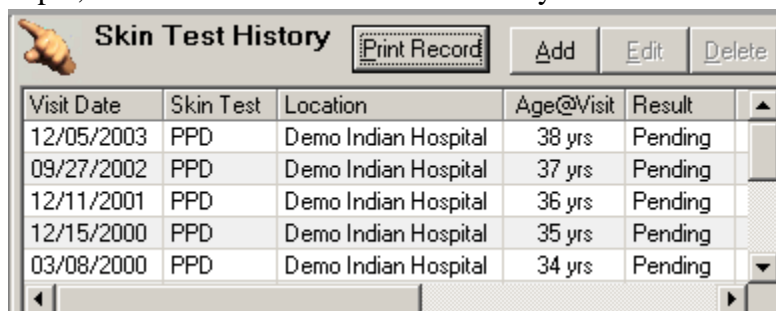 Skin Test History Print Record Add Edit Delete
Visit Date Skin Test Location Age@Visit Result
12/05/2003 PPD Demo Indian Hospital 38 yrs Pending
09/27/2002 PPD Demo Indian Hospital 37 yrs Pending
12/11/2001 PPD Demo Indian Hospital 36 yrs Pending
12/15/2000 PPD Demo Indian Hospital 35 yrs Pending
03/08/2000 PPD Demo Indian Hospital 34 yrs Pending